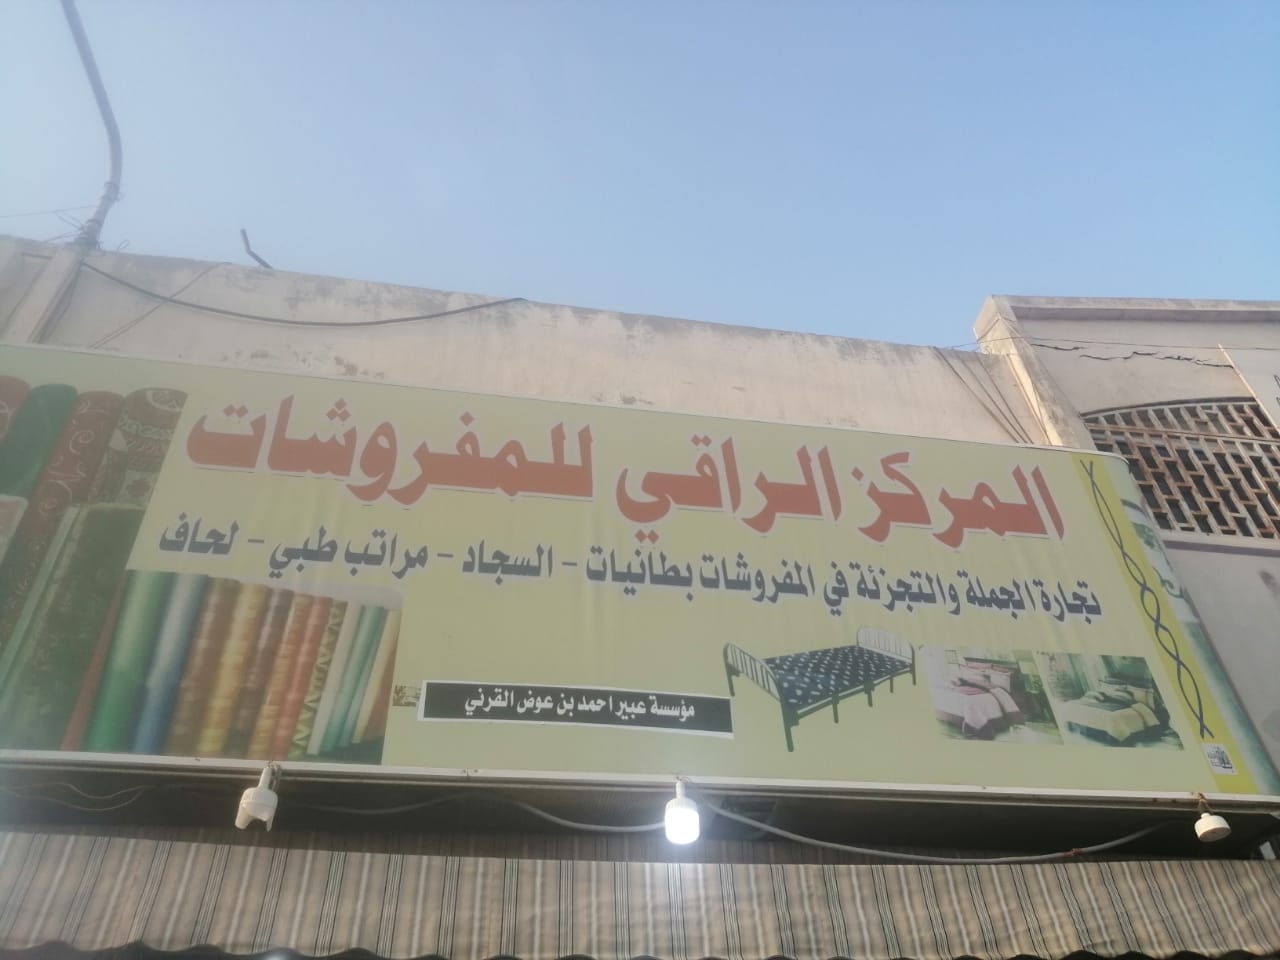 المركز الراقي للمفروشات
تجارة الجملة والتجزئة في المفروشات بطانيات - السجاد - مراتب طبي - لحاف
مؤسسة عبير احمد بن عوض القرني